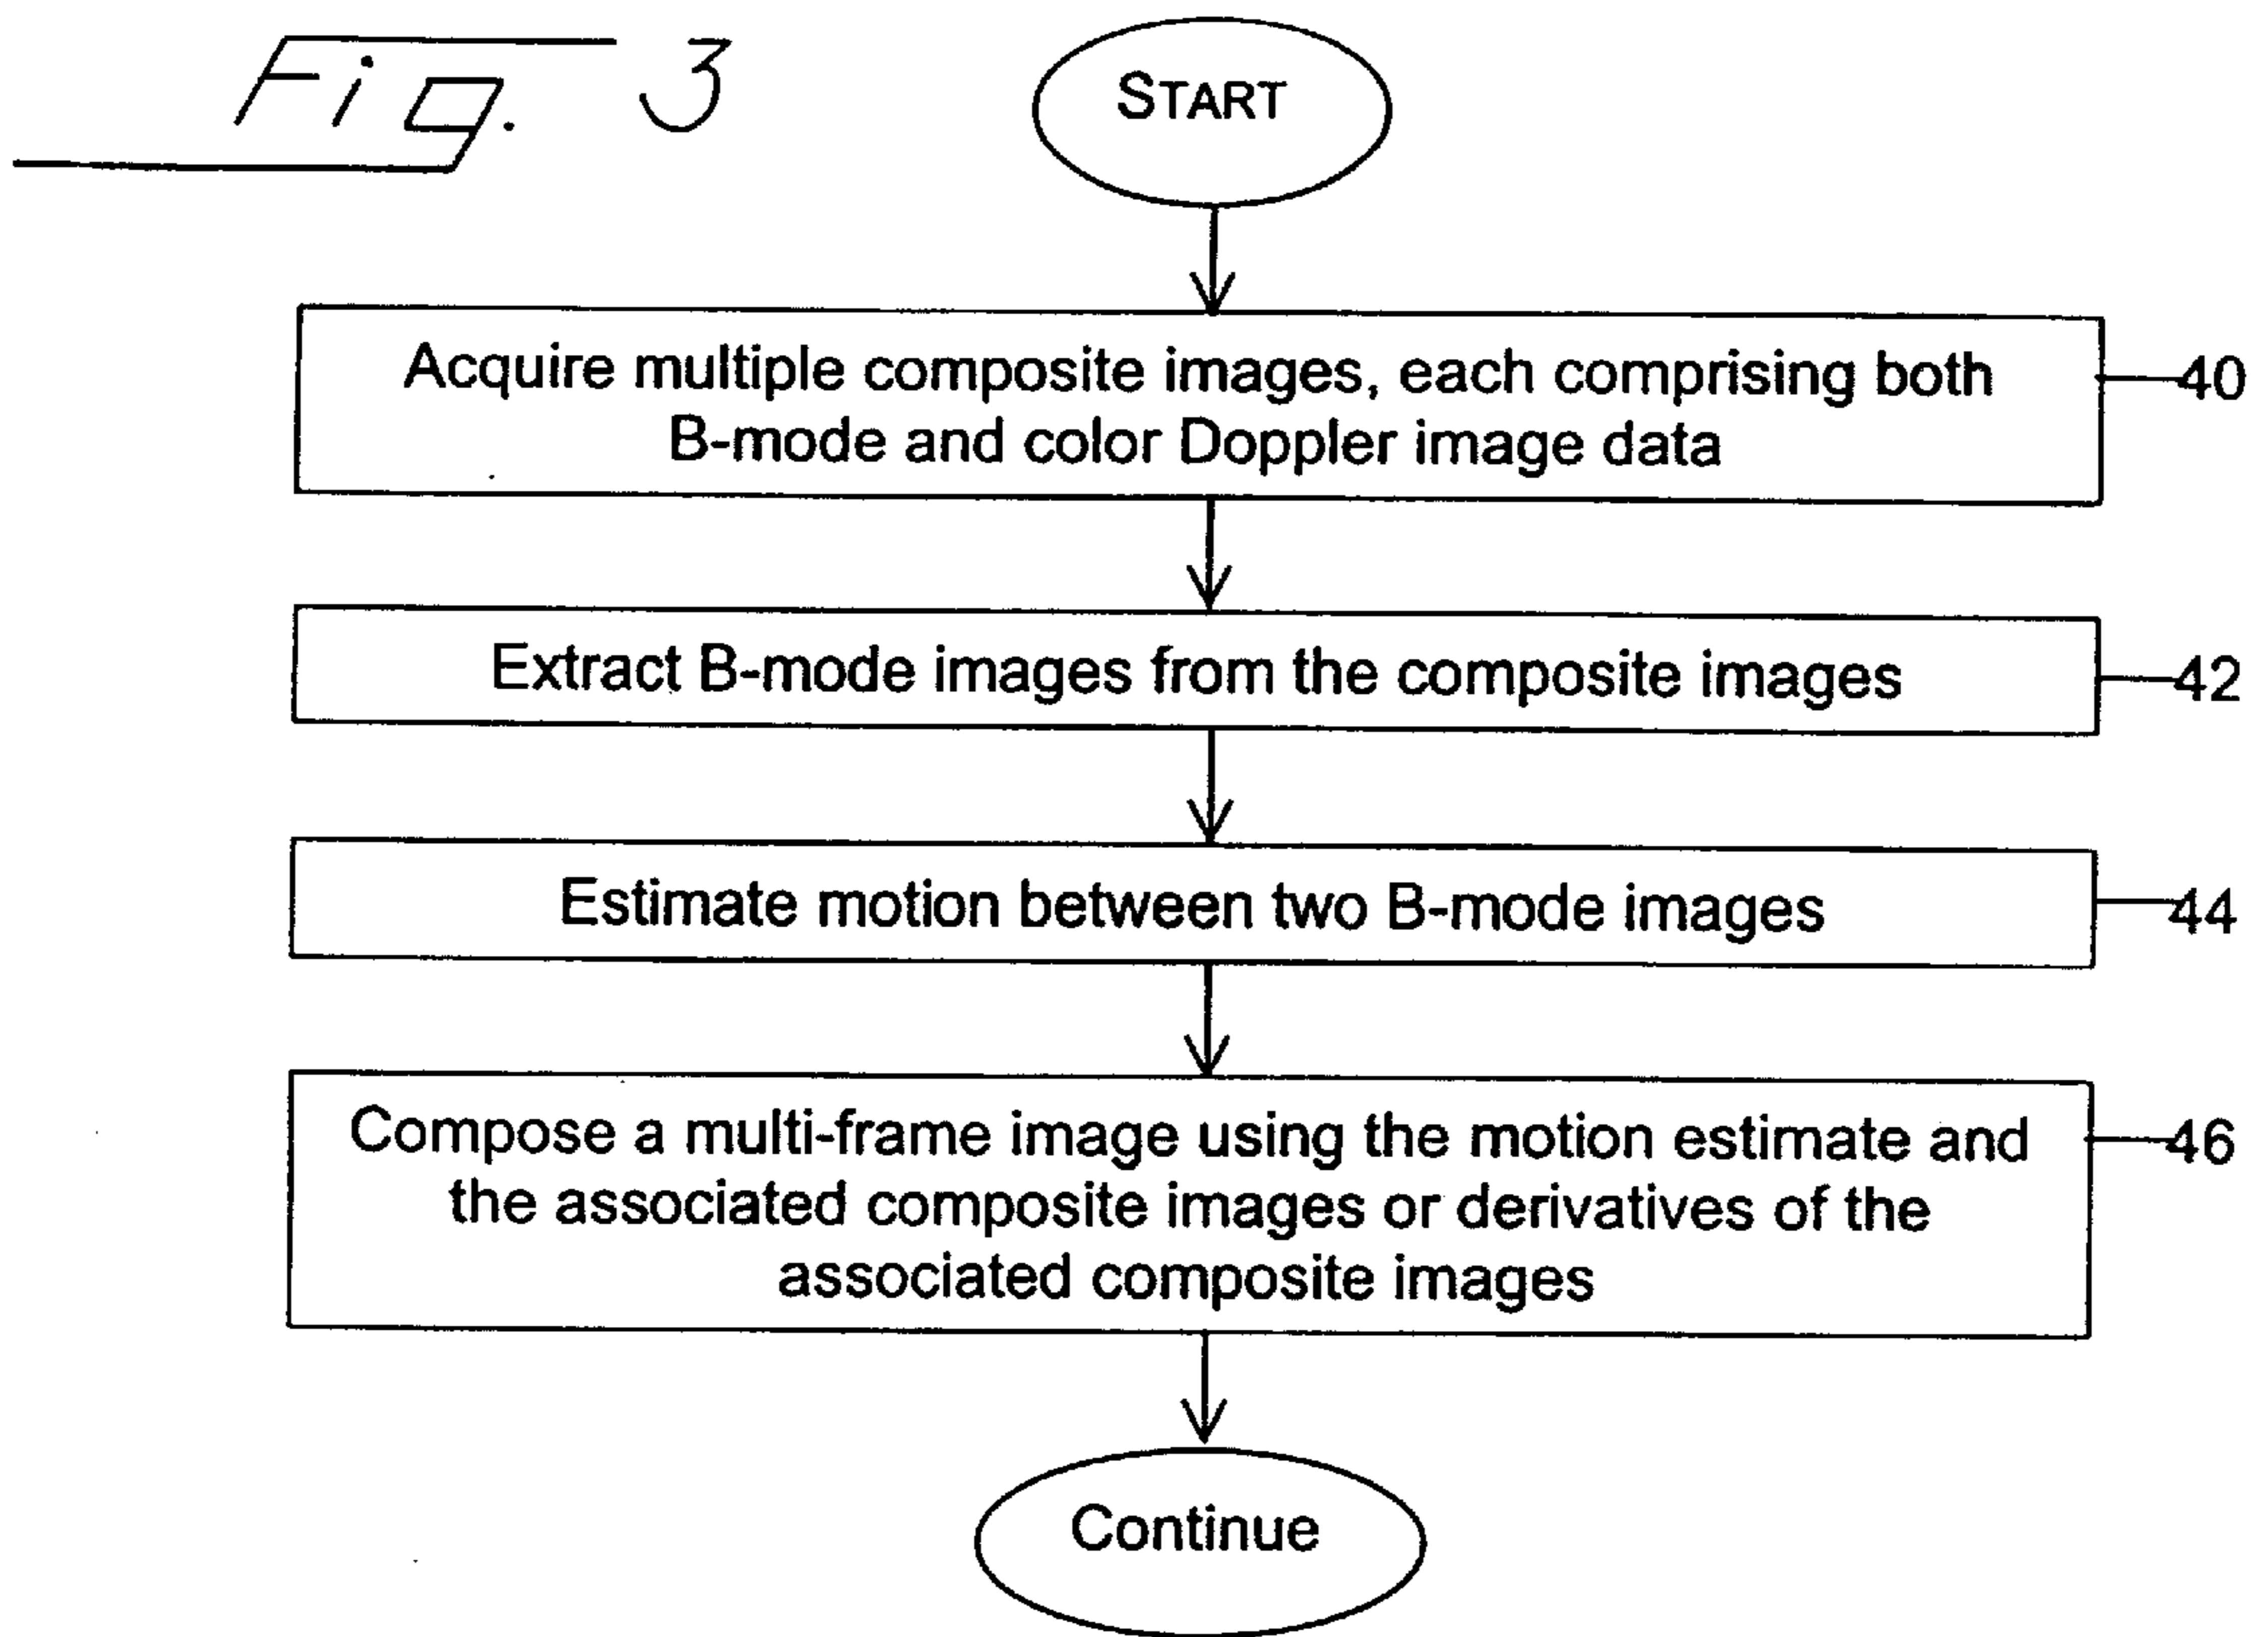 Fig. 3
START
Acquire multiple composite images, each comprising both
B-mode and color Doppler image data
40
Extract B-mode images from the composite images
42
Estimate motion between two B-mode images
44
Compose a multi-frame image using the motion estimate and
the associated composite images or derivatives of the
associated composite images
46
Continue